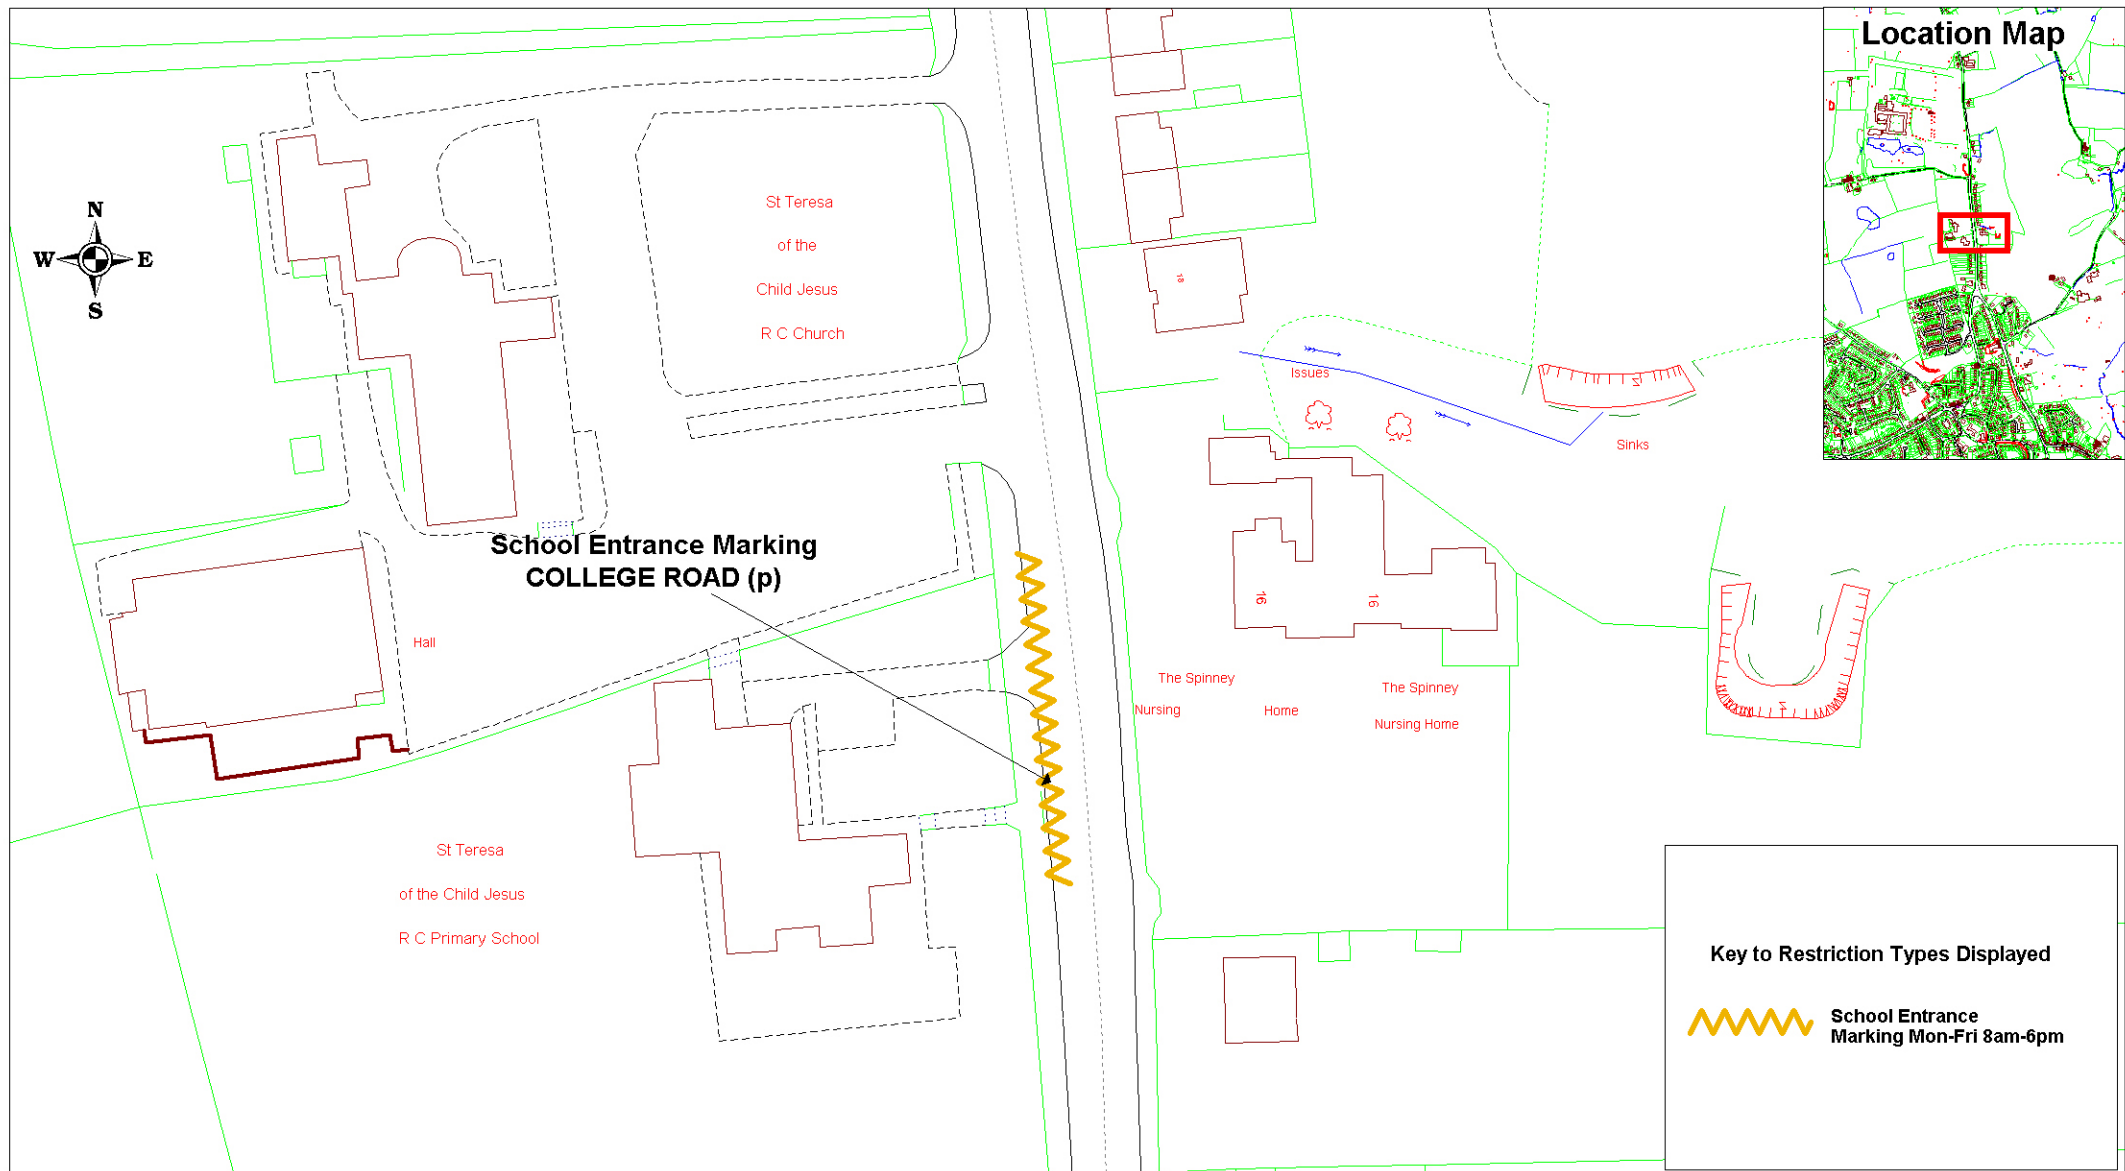 Location Map
N
W E
S
St Teresa
of the
Child Jesus
R C Church
18
Issues
Sinks
School Entrance Marking
COLLEGE ROAD (p)
Hall
16
16
The Spinney
Nursing Home
The Spinney
Nursing Home
St Teresa
of the Child Jesus
R C Primary School
Key to Restriction Types Displayed
School Entrance
Marking Mon-Fri 8am-6pm